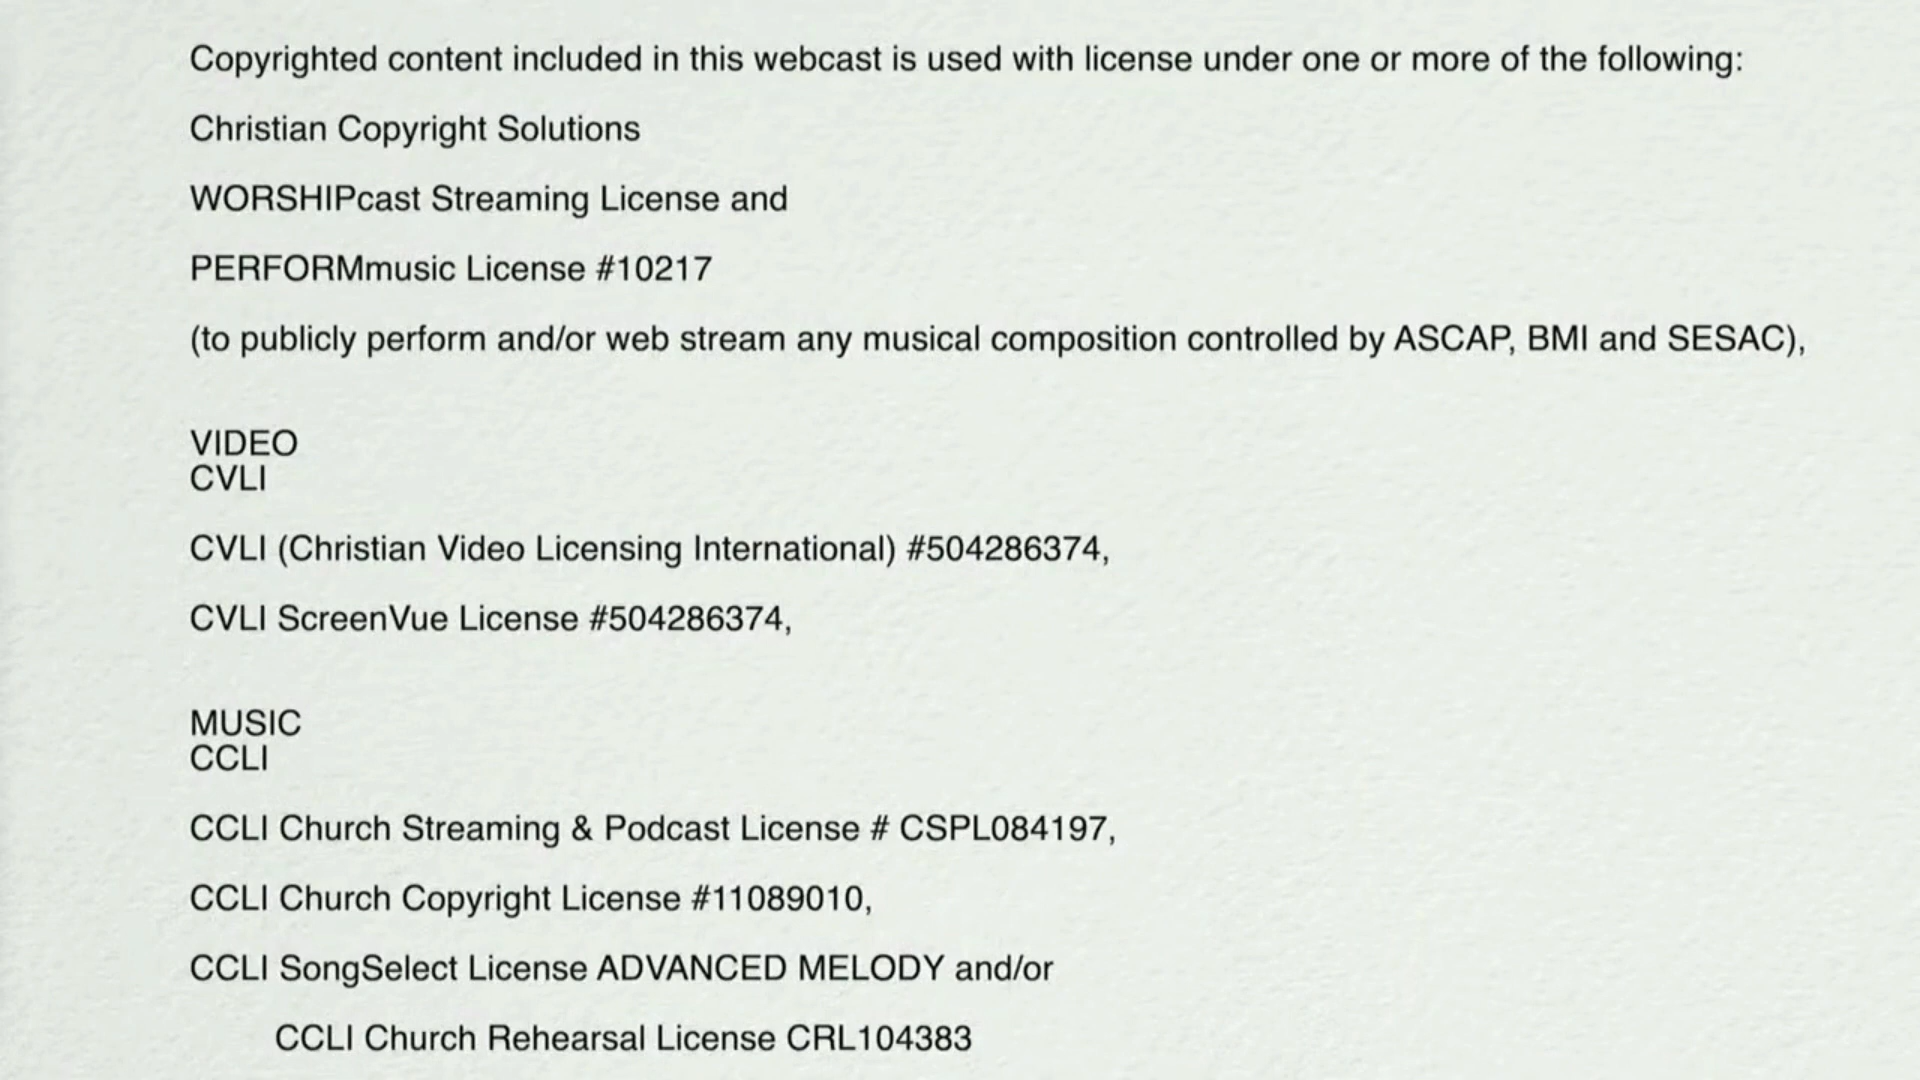 Copyrighted content included in this webcast is used with license under one or more of the following:
Christian Copyright Solutions
WORSHIPcast Streaming License and
PERFORMmusic License #10217
(to publicly perform and/or web stream any musical composition controlled by ASCAP, BMI and SESAC),
VIDEO
CVLI
CVLI (Christian Video Licensing International) #504286374,
CVLI ScreenVue License #504286374,
MUSIC
CCLI
CCLI Church Streaming & Podcast License # CSPL084197,
CCLI Church Copyright License #11089010,
CCLI SongSelect License ADVANCED MELODY and/or
CCLI Church Rehearsal License CRL104383